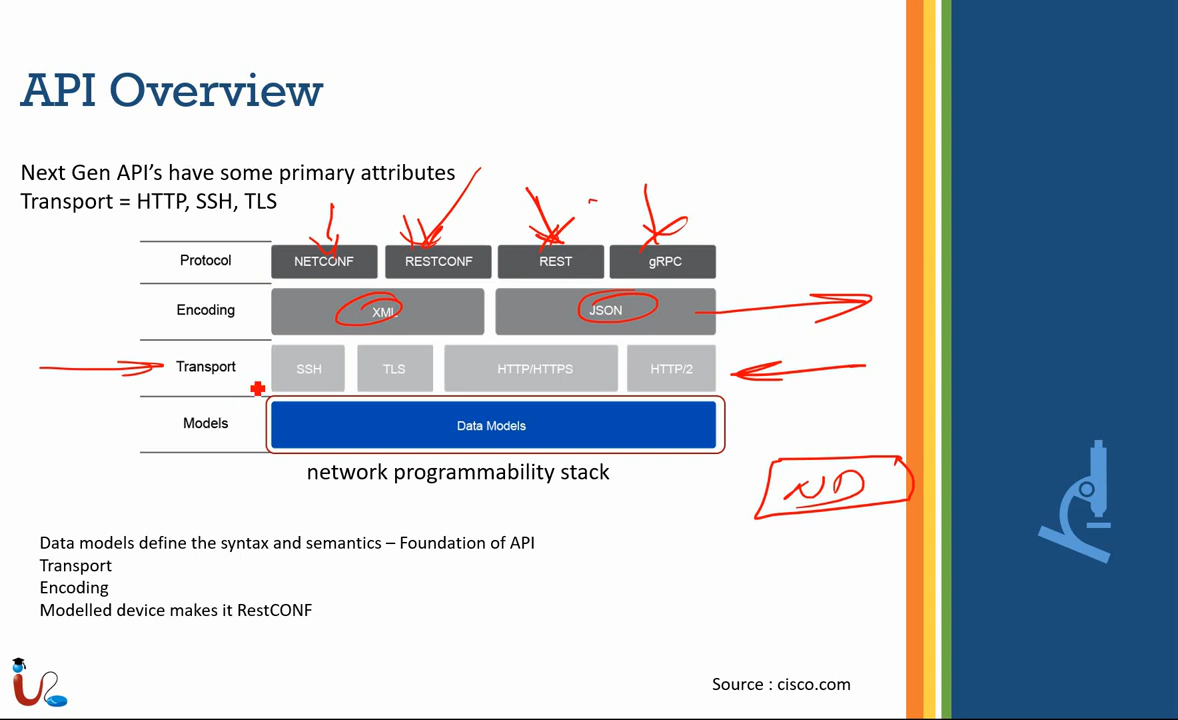 API Overview
Next Gen API's have some primary attributes
Transport = HTTP, SSH, TLS
Protocol NETCONF RESTCONF REST gRPC
Encoding XML JSON
Transport SSH TLS HTTP/HTTPS HTTP/2
Models Data Models
network programmability stack
ND
Data models define the syntax and semantics – Foundation of API
Transport
Encoding
Modelled device makes it RestCONF
Source : cisco.com